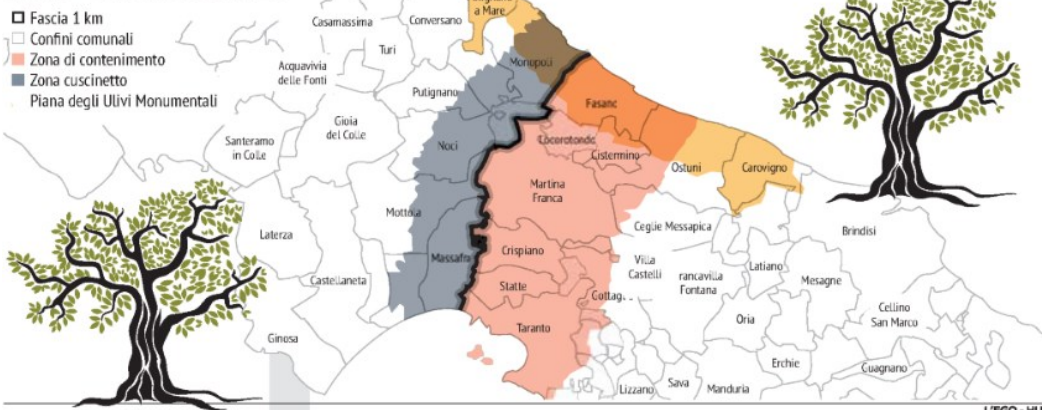 Fascia 1 km
Confini comunali
Zona di contenimento
Zona cuscinetto
Piana degli Ulivi Monumentali
Casamassima
Conversano
a Mare
Turi
Acquaviva
delle Fonti
Monopoli
Putignano
Gioia
del Colle
Fasano
Santeramo
in Colle
Noci
Cocorotondo
Cisternino
Ostuni
Carovigno
Martina
Franca
Mottola
Laterza
Ceglie Messapica
Brindisi
Massafra
Crispiano
Villa
Castelli
Latiano
Mesagne
rancavilla
Fontana
Castellaneta
Statte
Cottag
Cellino
San Marco
Taranto
Oria
Ginosa
Erchie
Cuagnano
Lizzano
Sava
Manduria